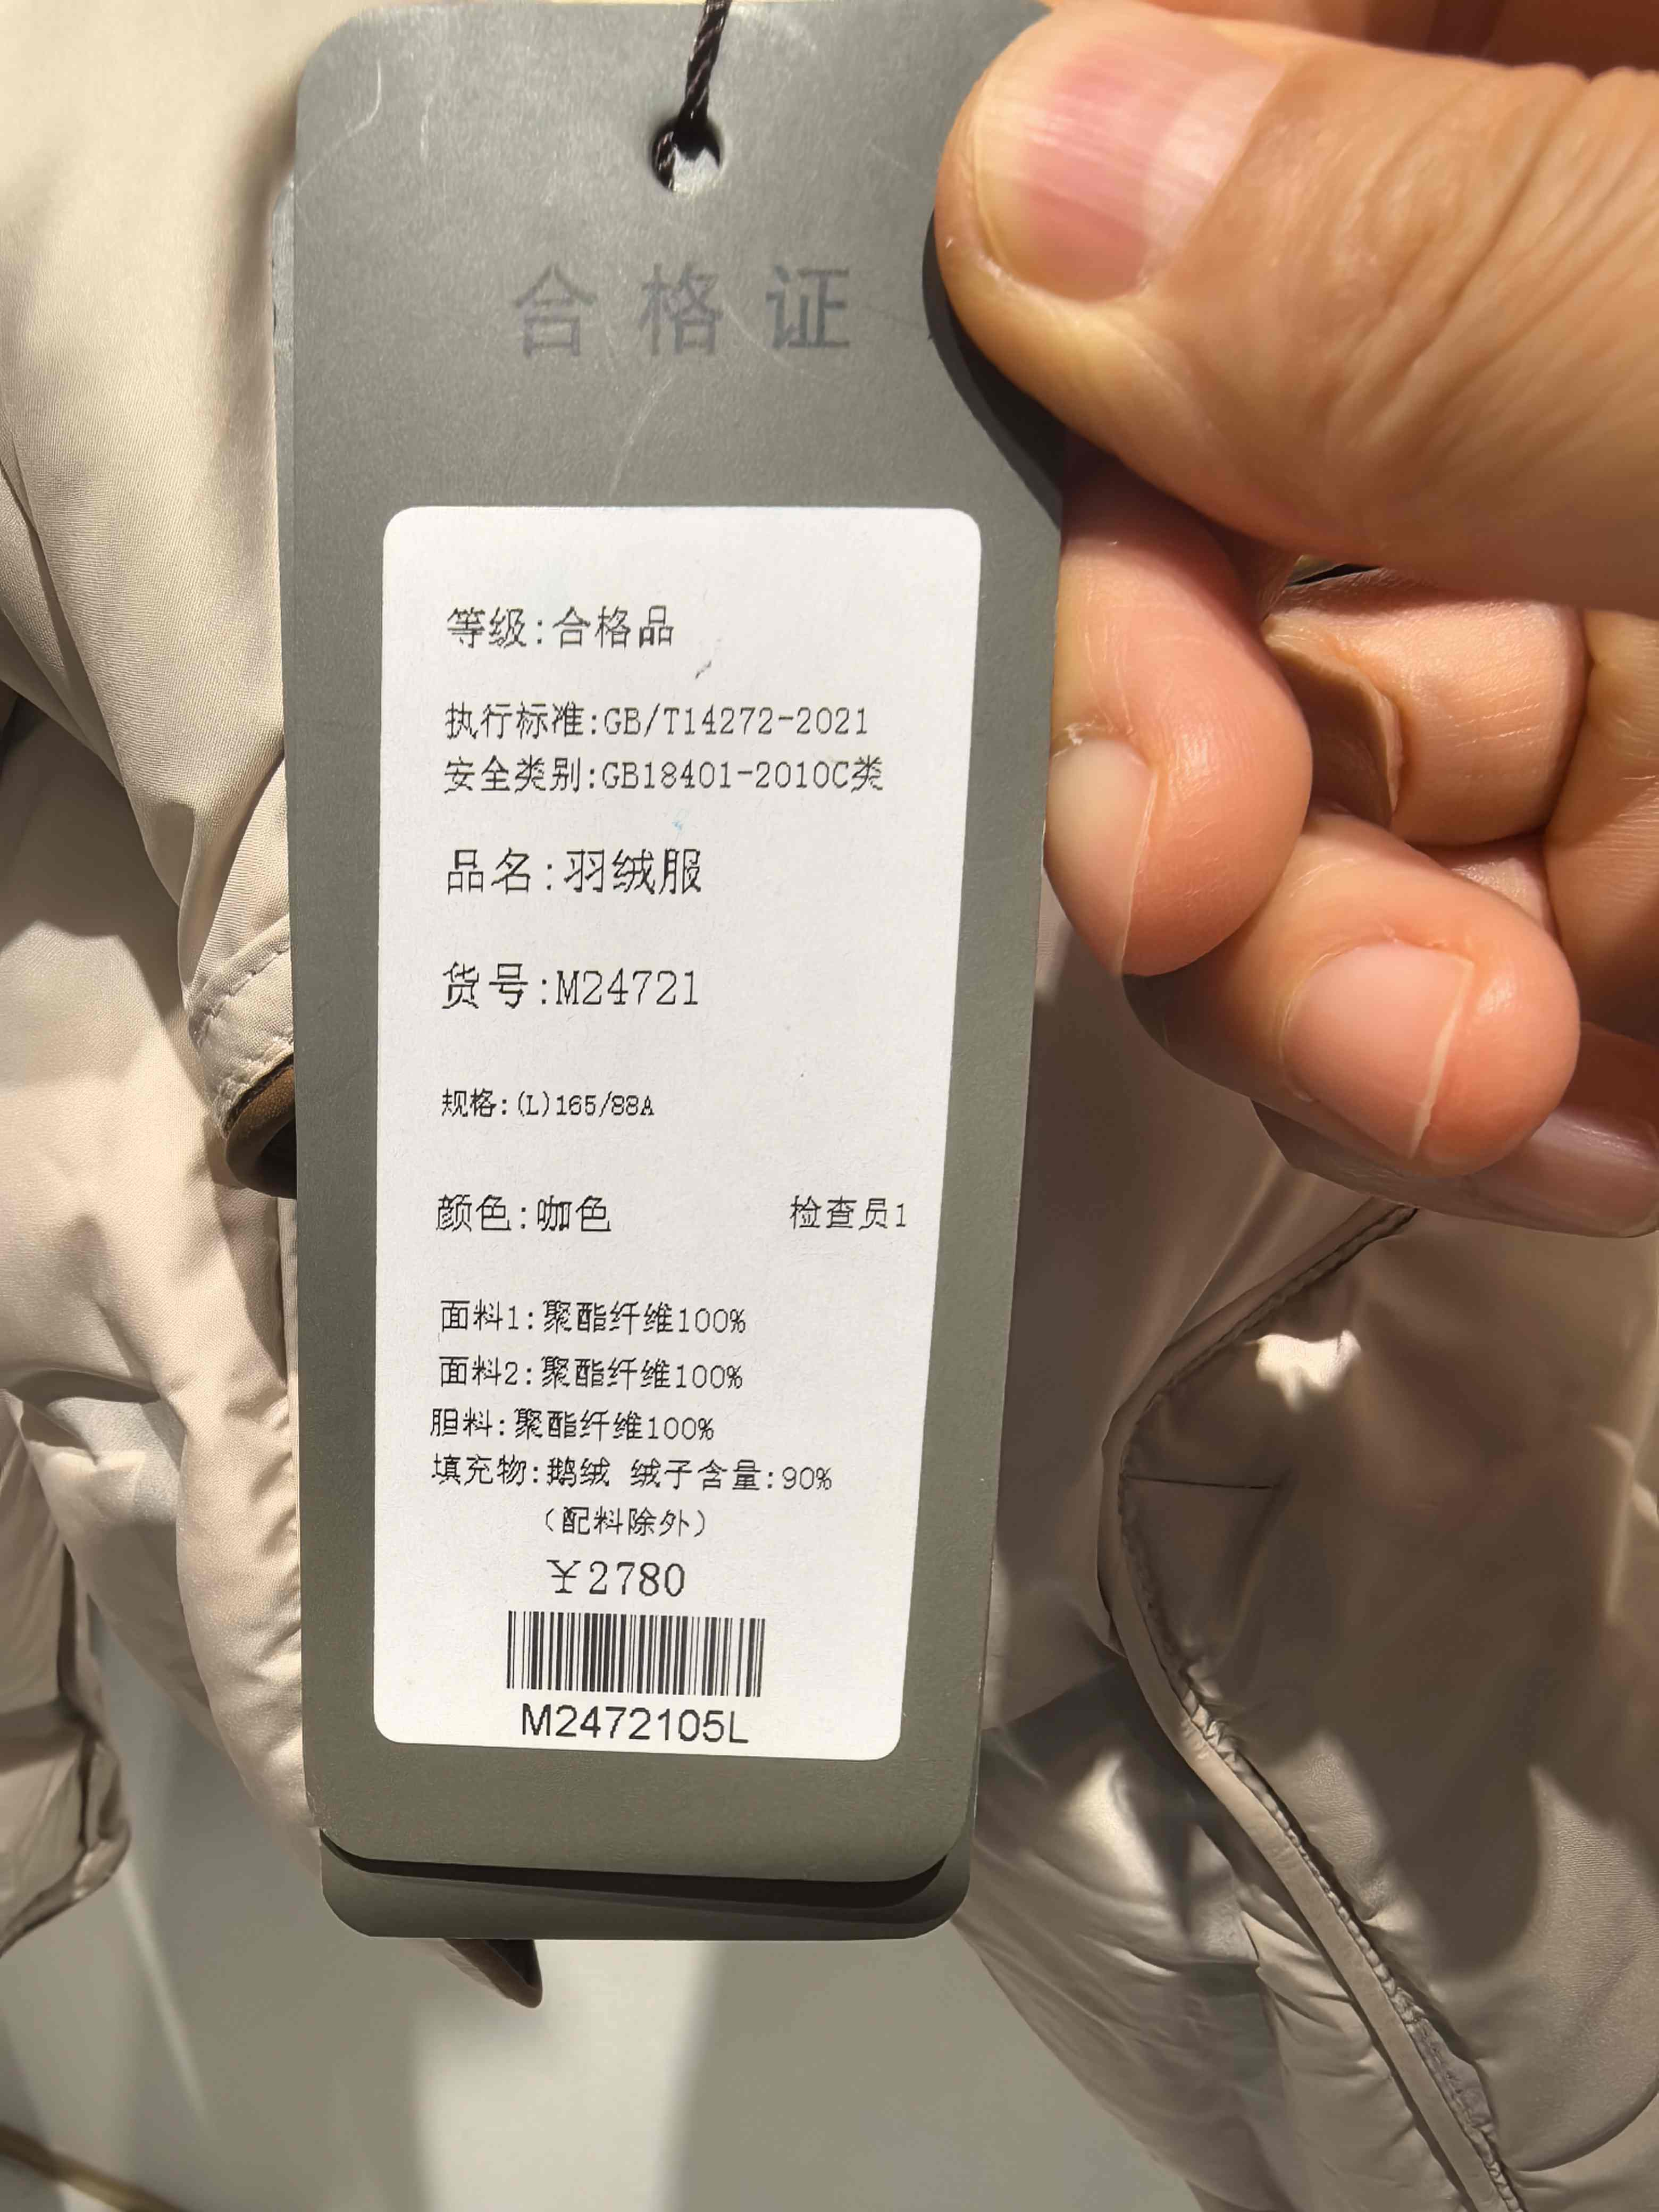 合格证
等级:合格品
执行标准:GB/T14272-2021
安全类别:GB18401-2010C类
品名:羽绒服
货号:M24721
规格:(L)165/88A
颜色:咖色 检查员1
面料1:聚酯纤维100%
面料2:聚酯纤维100%
胆料:聚酯纤维100%
填充物:鹅绒 绒子含量:90%
(配料除外)
¥2780
M2472105L